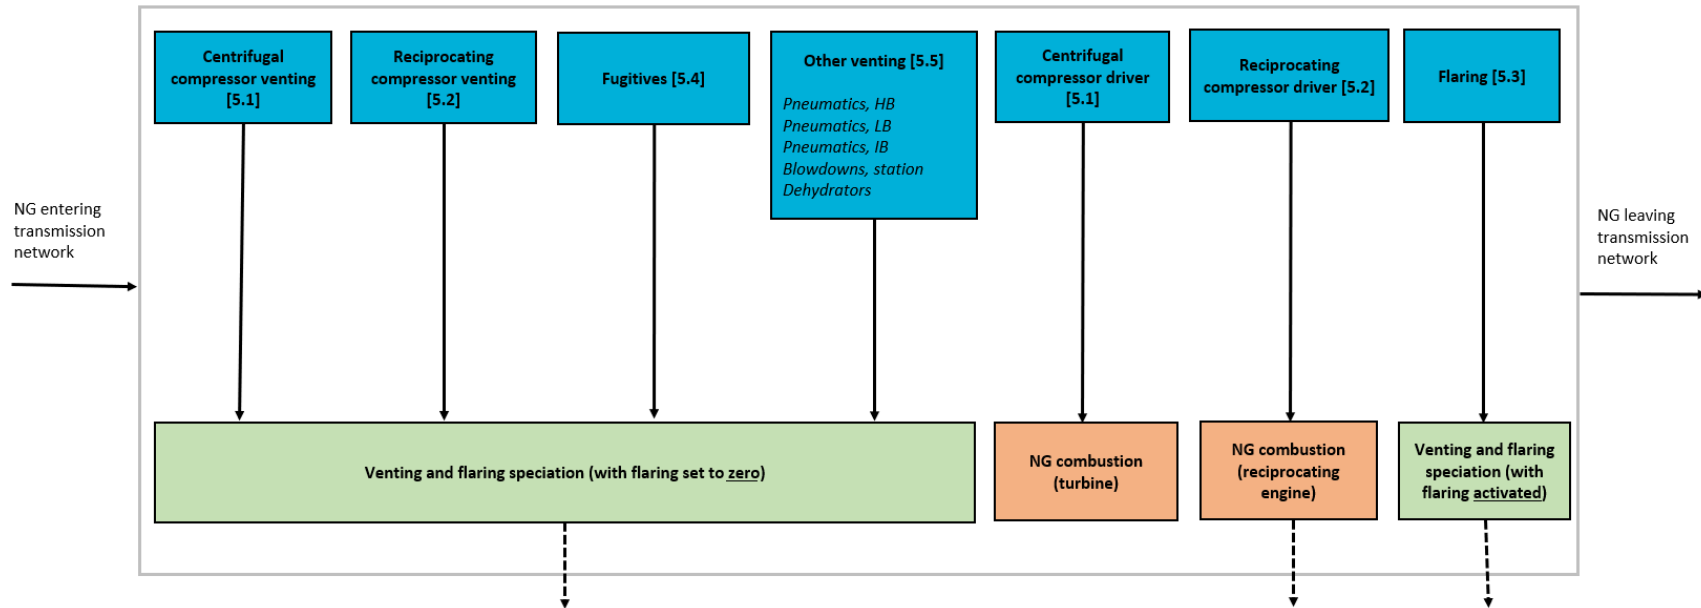 Centrifugal
compressor venting
[5.1]
Reciprocating
compressor venting
[5.2]
Fugitives [5.4]
Other venting [5.5]
Pneumatics, HB
Pneumatics, LB
Pneumatics, IB
Blowdowns, station
Dehydrators
Centrifugal
compressor driver
[5.1]
Reciprocating
compressor driver [5.2]
Flaring [5.3]
NG entering
transmission
network
NG leaving
transmission
network
Venting and flaring speciation (with flaring set to zero)
NG combustion
(turbine)
NG combustion
(reciprocating
engine)
Venting and flaring
speciation (with
flaring activated)